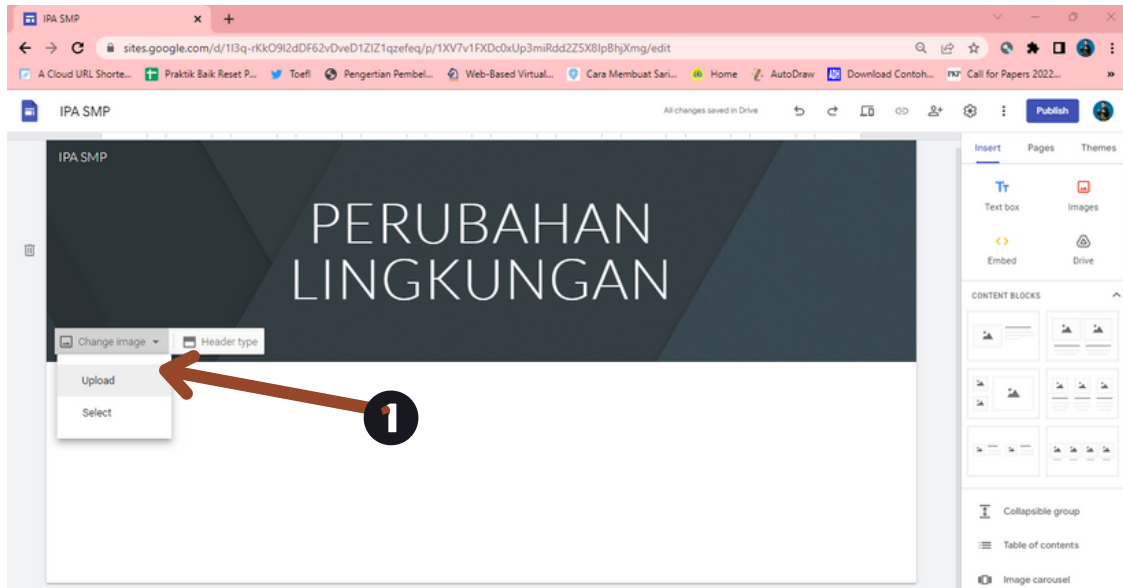 IPA SMP
sites.google.com/d/1I3q-rKkO9I2dDF62vDveD1ZIZ1qzefeq/p/1XV7v1FXDc0xUp3miRdd2Z5X8IpBhjXmg/edit
A Cloud URL Shorte... Praktik Baik Reset P... Toefl Pengertian Pembel... Web-Based Virtual... Cara Membuat Sari... Home AutoDraw Download Contoh... Call for Papers 2022... »
IPA SMP All changes saved in Drive Publish
Insert Pages Themes
IPA SMP
PERUBAHAN
LINGKUNGAN
Change image Header type
Upload
Select
1
Text box Images
Embed Drive
CONTENT BLOCKS
Collapsible group
Table of contents
Image carousel